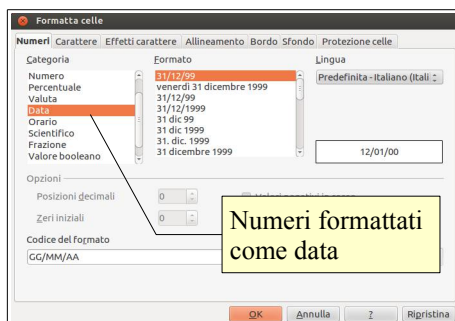 Formatta celle
Numeri Carattere Effetti carattere Allineamento Bordo Sfondo Protezione celle
Categoria Formato Lingua
Numero
Percentuale
Valuta
Data
Orario
Scientifico
Frazione
Valore booleano
31/12/99
venerdì 31 dicembre 1999
31/12/99
31/12/1999
31 dic 99
31 dic 1999
31. dic. 1999
31 dicembre 1999
Predefinita - Italiano (Itali
12/01/00
Opzioni
Posizioni decimali 0
Zeri iniziali 0
Codice del formato
GG/MM/AA
Numeri formattati
come data
OK Annulla ? Ripristina